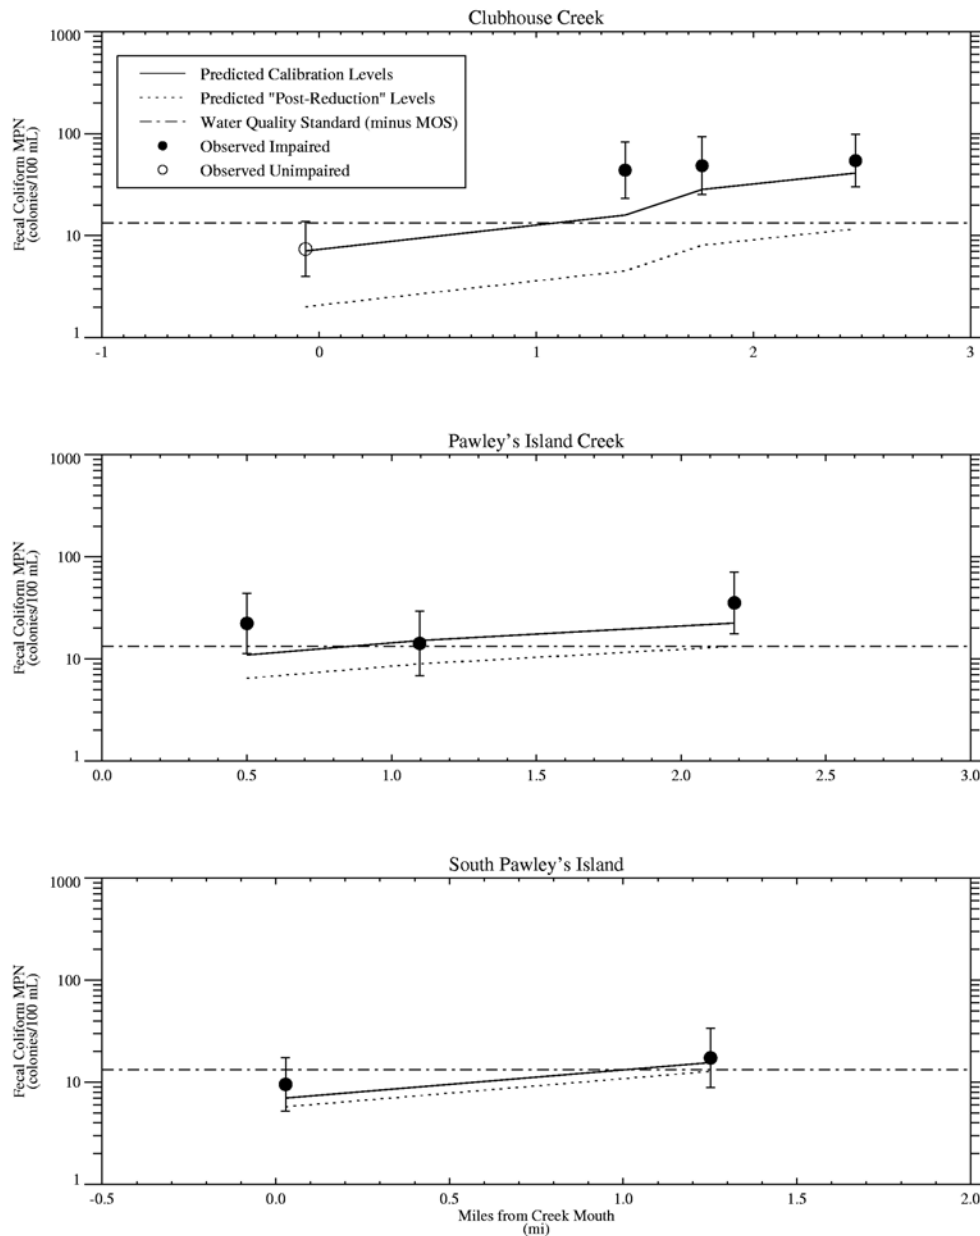 Clubhouse Creek
1000
100
10
1
Fecal Coliform MPN
(colonies/100 mL)
Predicted Calibration Levels
Predicted "Post-Reduction" Levels
Water Quality Standard (minus MOS)
Observed Impaired
Observed Unimpaired
-1 0 1 2 3
Pawley's Island Creek
1000
100
10
1
Fecal Coliform MPN
(colonies/100 mL)
0.0 0.5 1.0 1.5 2.0 2.5 3.0
South Pawley's Island
1000
100
10
1
Fecal Coliform MPN
(colonies/100 mL)
-0.5 0.0 0.5 1.0 1.5 2.0
Miles from Creek Mouth
(mi)